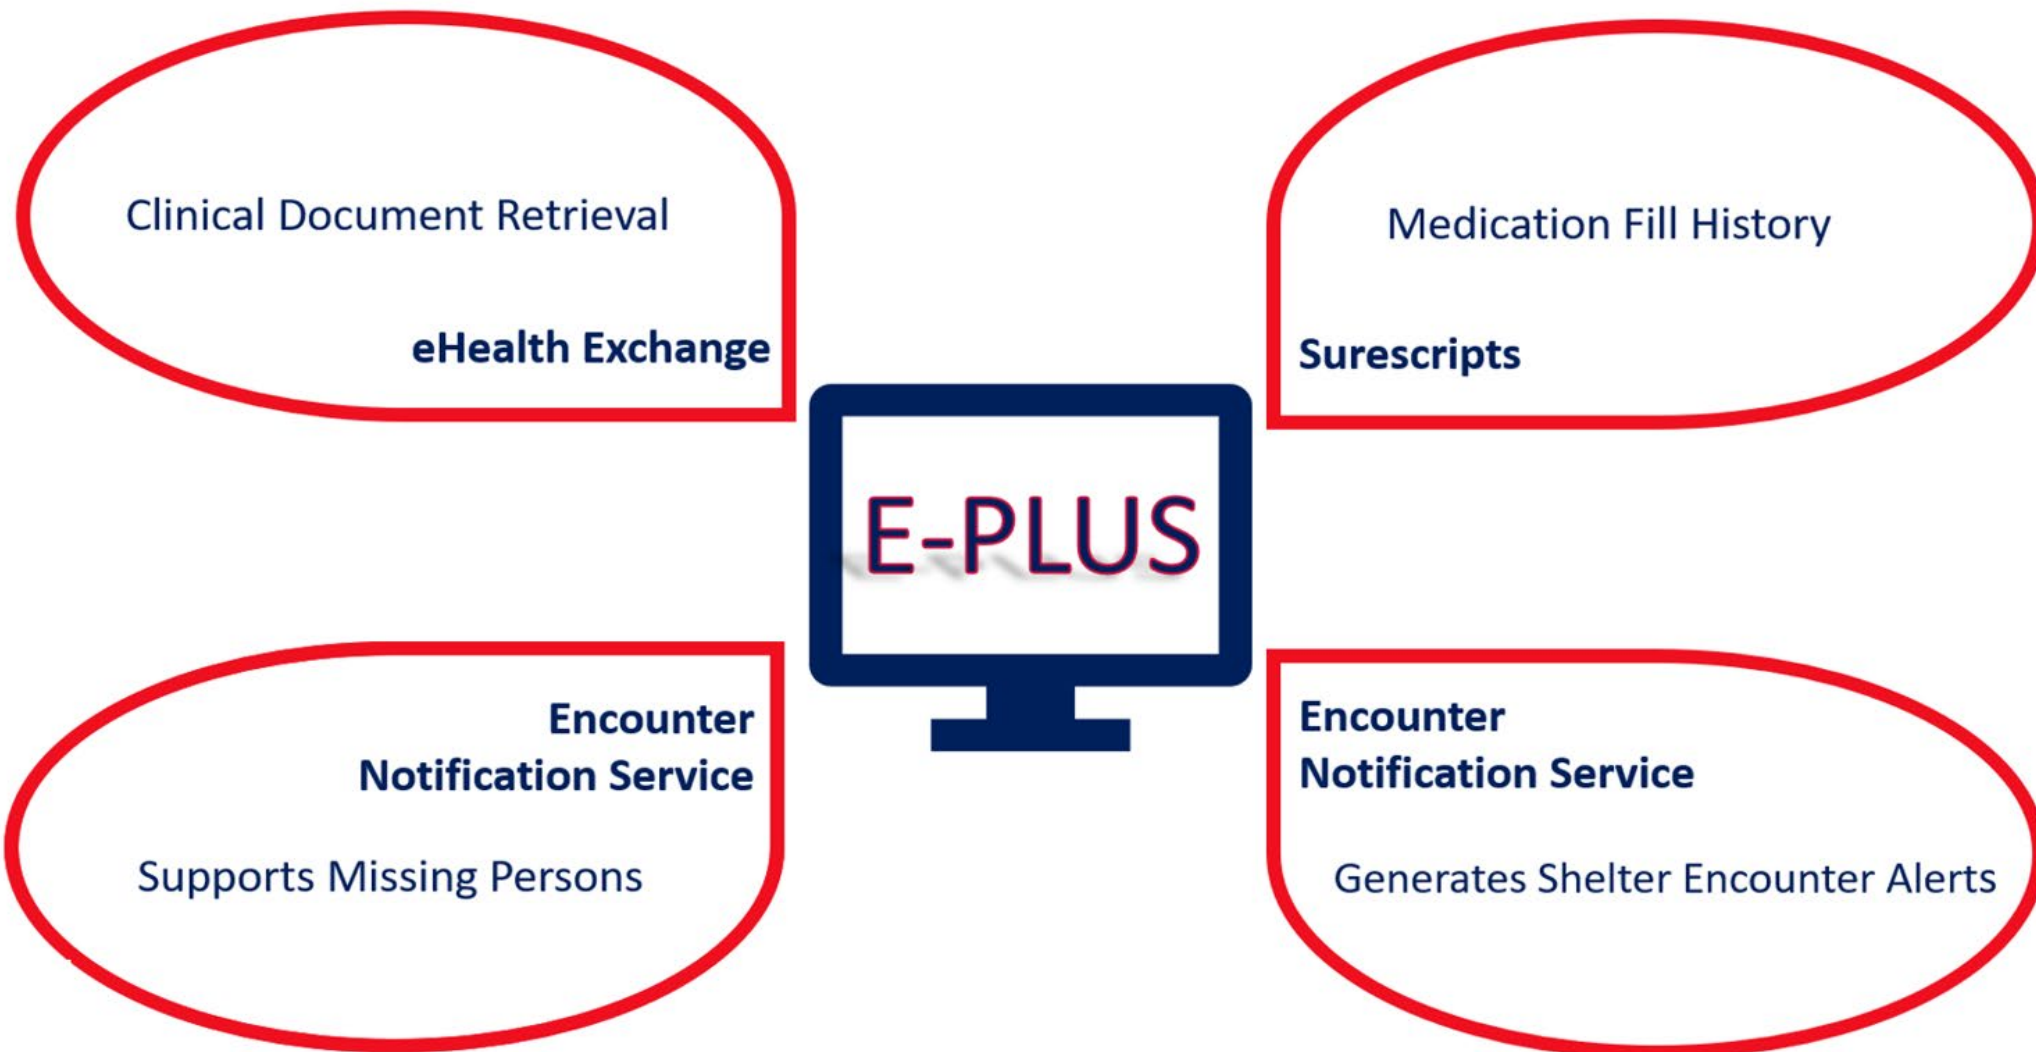 Clinical Document Retrieval
eHealth Exchange
Medication Fill History
Surescripts
E-PLUS
Encounter
Notification Service
Supports Missing Persons
Encounter
Notification Service
Generates Shelter Encounter Alerts